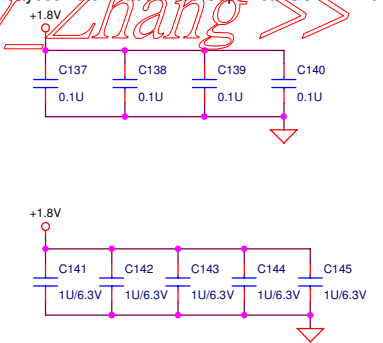 Zhang >>
+1.8V
C137 C138 C139 C140
0.1U 0.1U 0.1U 0.1U
+1.8V
C141 C142 C143 C144 C145
1U/6.3V 1U/6.3V 1U/6.3V 1U/6.3V 1U/6.3V